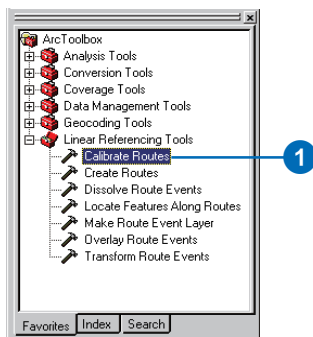 ArcToolbox
Analysis Tools
Conversion Tools
Coverage Tools
Data Management Tools
Geocoding Tools
Linear Referencing Tools
Calibrate Routes
1
Create Routes
Dissolve Route Events
Locate Features Along Routes
Make Route Event Layer
Overlay Route Events
Transform Route Events
Favorites Index Search